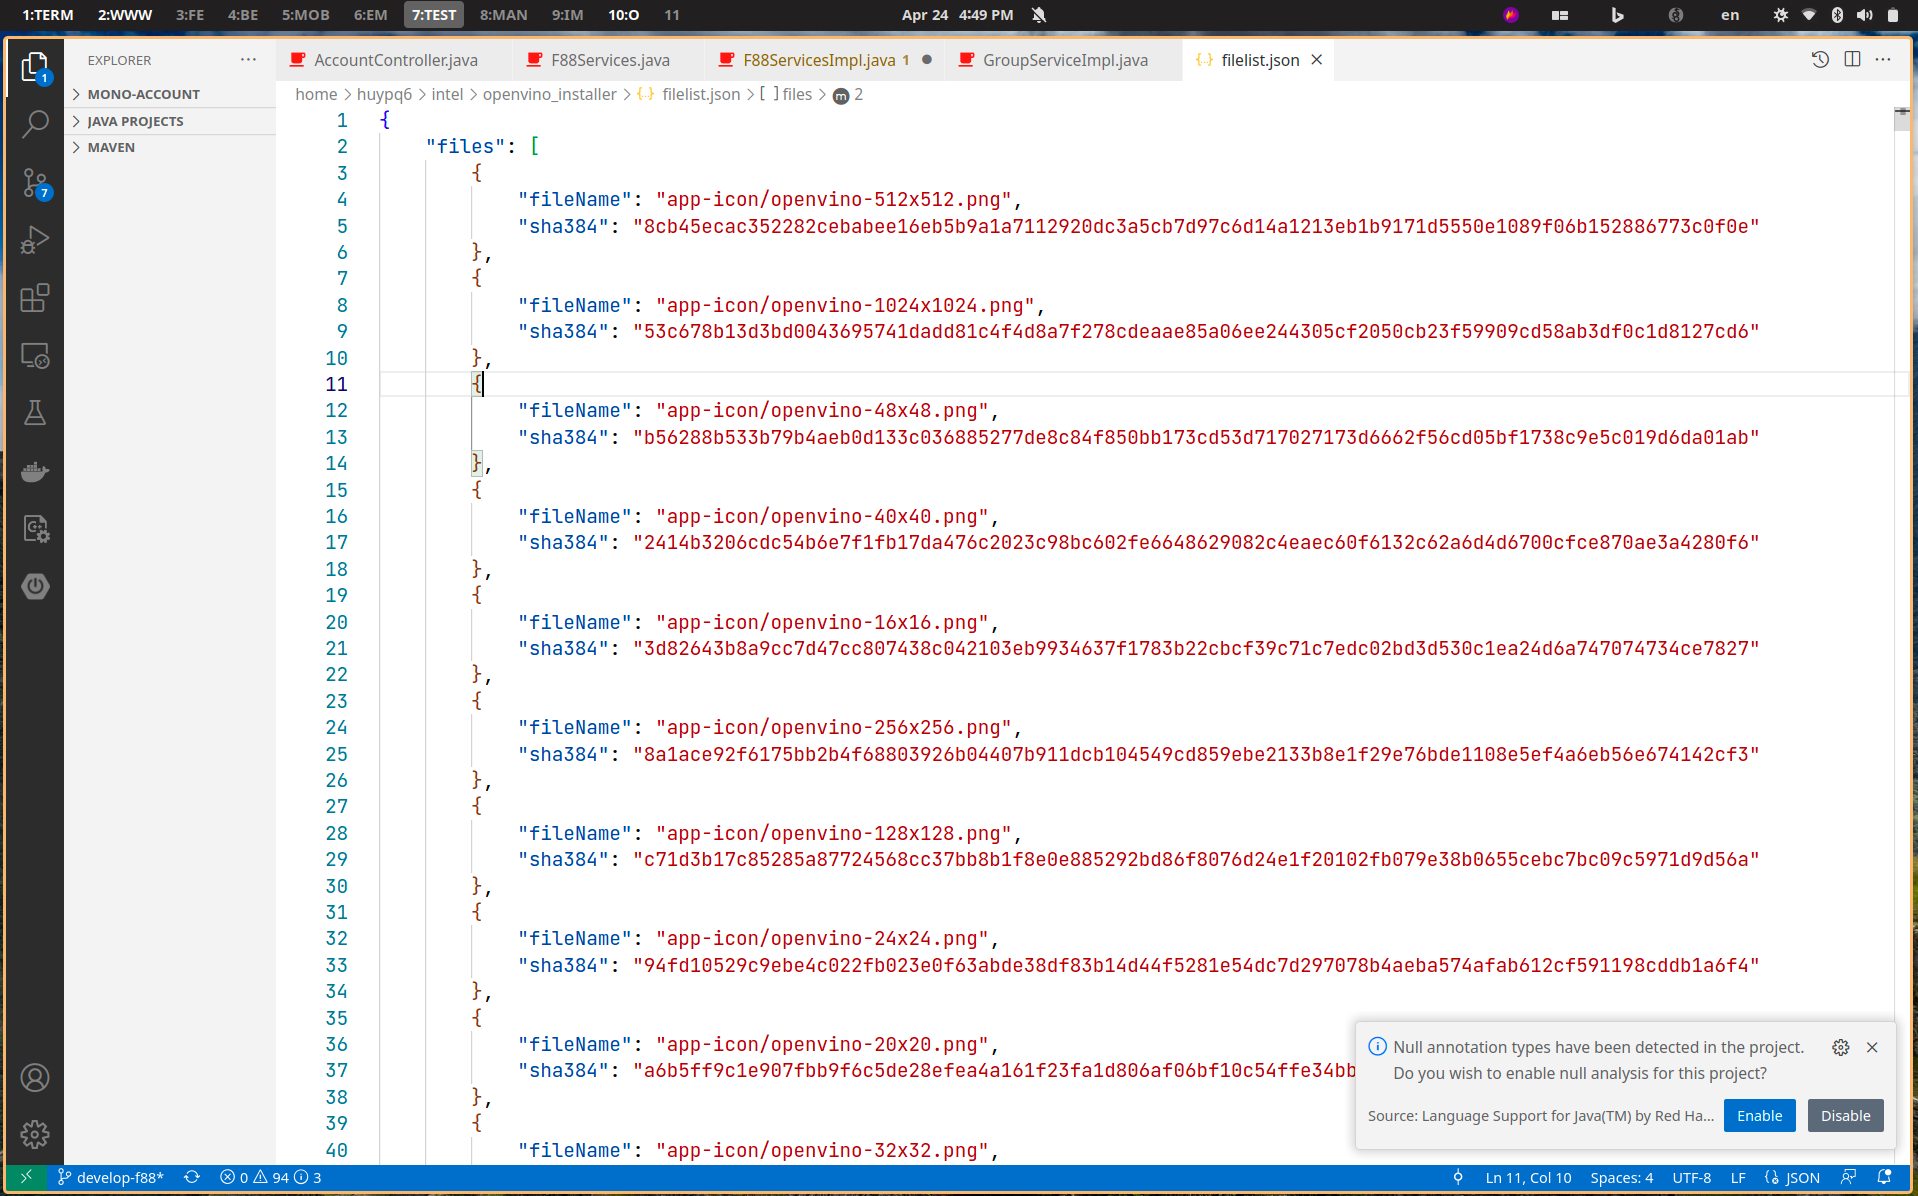 1:TERM 2:WWW 3:FE 4:BE 5:MOB 6:EM 7:TEST 8:MAN 9:IM 10:O 11 Apr 24 4:49 PM en
EXPLORER
MONO-ACCOUNT
JAVA PROJECTS
MAVEN
1
7
AccountController.java F88Services.java F88ServicesImpl.java 1 GroupServiceImpl.java {} filelist.json
home > huypq6 > intel > openvino_installer > {} filelist.json > [ ] files > m 2
1 {
2 "files": [
3 {
4 "fileName": "app-icon/openvino-512x512.png",
5 "sha384": "8cb45ecac352282cebabee16eb5b9a1a7112920dc3a5cb7d97c6d14a1213eb1b9171d5550e1089f06b152886773c0f0e"
6 },
7 {
8 "fileName": "app-icon/openvino-1024x1024.png",
9 "sha384": "53c678b13d3bd0043695741dadd81c4f4d8a7f278cdeaae85a06ee244305cf2050cb23f59909cd58ab3df0c1d8127cd6"
10 },
11 {
12 "fileName": "app-icon/openvino-48x48.png",
13 "sha384": "b56288b533b79b4aeb0d133c036885277de8c84f850bb173cd53d717027173d6662f56cd05bf1738c9e5c019d6da01ab"
14 },
15 {
16 "fileName": "app-icon/openvino-40x40.png",
17 "sha384": "2414b3206cdc54b6e7f1fb17da476c2023c98bc602fe6648629082c4eaec60f6132c62a6d4d6700cfce870ae3a4280f6"
18 },
19 {
20 "fileName": "app-icon/openvino-16x16.png",
21 "sha384": "3d82643b8a9cc7d47cc807438c042103eb9934637f1783b22cbcf39c71c7edc02bd3d530c1ea24d6a747074734ce7827"
22 },
23 {
24 "fileName": "app-icon/openvino-256x256.png",
25 "sha384": "8a1ace92f6175bb2b4f68803926b04407b911dcb104549cd859ebe2133b8e1f29e76bde1108e5ef4a6eb56e674142cf3"
26 },
27 {
28 "fileName": "app-icon/openvino-128x128.png",
29 "sha384": "c71d3b17c85285a87724568cc37bb8b1f8e0e885292bd86f8076d24e1f20102fb079e38b0655cebc7bc09c5971d9d56a"
30 },
31 {
32 "fileName": "app-icon/openvino-24x24.png",
33 "sha384": "94fd10529c9ebe4c022fb023e0f63abde38df83b14d44f5281e54dc7d297078b4aeba574afab612cf591198cddb1a6f4"
34 },
35 {
36 "fileName": "app-icon/openvino-20x20.png",
37 "sha384": "a6b5ff9c1e907fbb9f6c5de28efea4a161f23fa1d806af06bf10c54ffe34bb
38 },
39 {
40 "fileName": "app-icon/openvino-32x32.png",
Null annotation types have been detected in the project.
Do you wish to enable null analysis for this project?
Source: Language Support for Java(TM) by Red Ha... Enable Disable
develop-f88* 0 94 3 Ln 11, Col 10 Spaces: 4 UTF-8 LF {} JSON